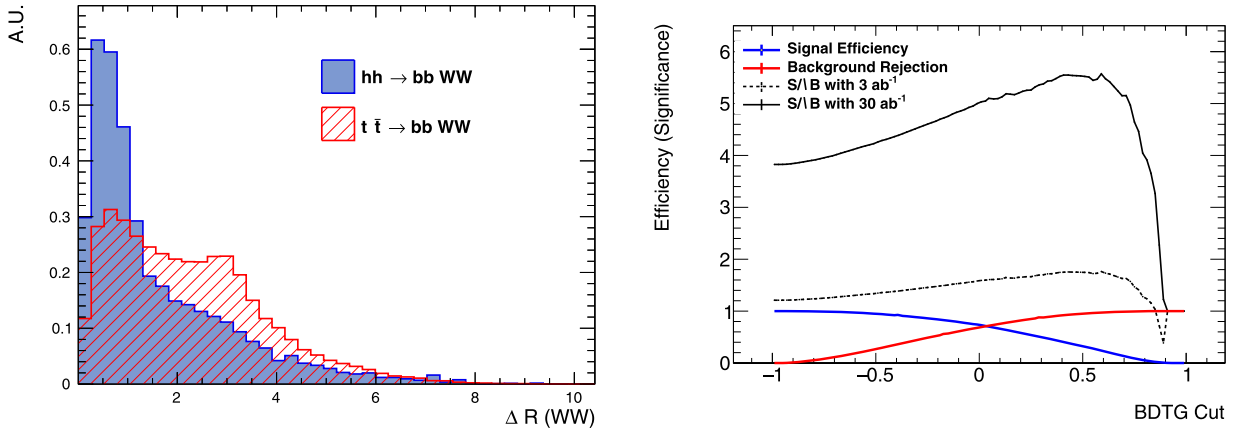 A.U.
0.6
0.5
0.4
0.3
0.2
0.1
0
2
4
6
8
10
Δ R (WW)
hh → bb WW
t t̄ → bb WW
Efficiency (Significance)
6
5
4
3
2
1
0
−1
−0.5
0
0.5
1
BDTG Cut
Signal Efficiency
Background Rejection
S/\ B with 3 ab⁻¹
S/\ B with 30 ab⁻¹